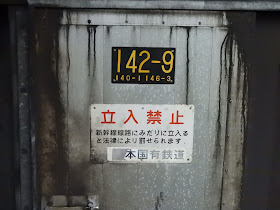 142-9
140-1 146-3
立入禁止
新幹線線路にみだりに立入る
と法律により罰せられます。
本国有鉄道